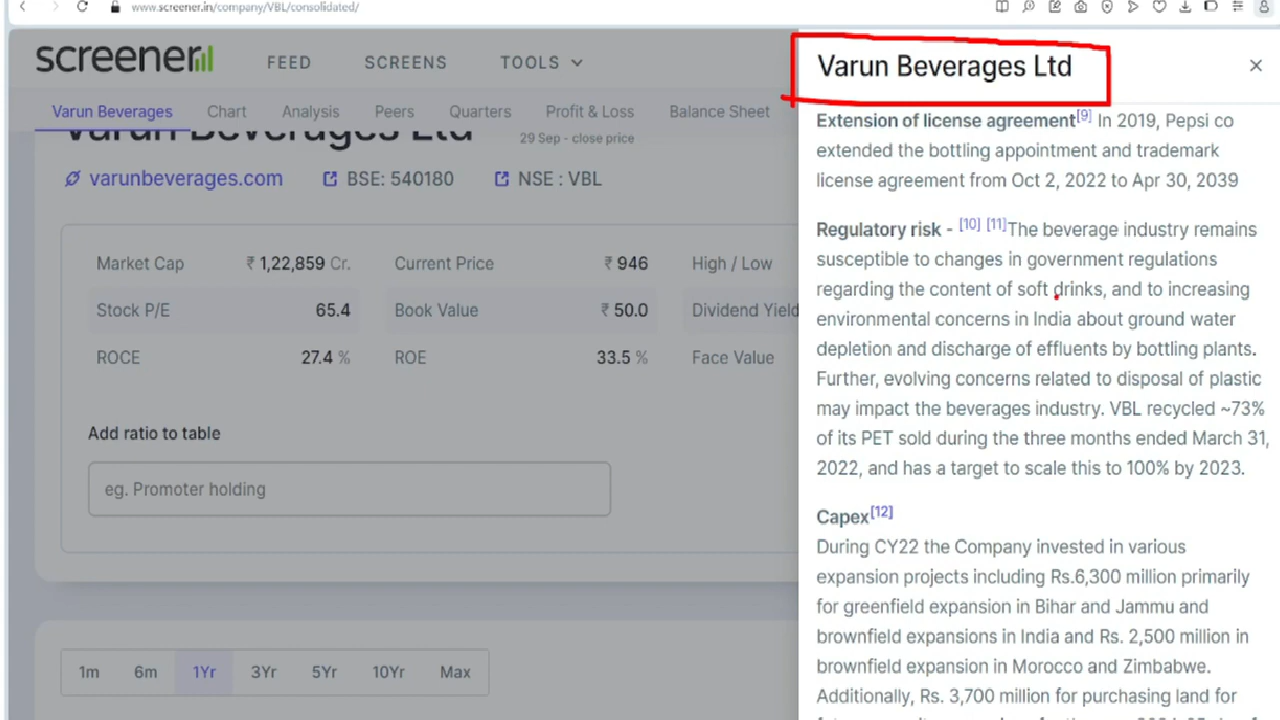 www.screener.in/company/VBL/consolidated/
screener
FEED SCREENS TOOLS
Varun Beverages Chart Analysis Peers Quarters Profit & Loss Balance Sheet
Varun Beverages Ltd
29 Sep - close price
varunbeverages.com BSE: 540180 NSE : VBL
Market Cap ₹ 1,22,859 Cr. Current Price ₹ 946 High / Low
Stock P/E 65.4 Book Value ₹ 50.0 Dividend Yield
ROCE 27.4 % ROE 33.5 % Face Value
Add ratio to table
eg. Promoter holding
1m 6m 1Yr 3Yr 5Yr 10Yr Max
Varun Beverages Ltd
Extension of license agreement[9] In 2019, Pepsi co
extended the bottling appointment and trademark
license agreement from Oct 2, 2022 to Apr 30, 2039
Regulatory risk - [10] [11]The beverage industry remains
susceptible to changes in government regulations
regarding the content of soft drinks, and to increasing
environmental concerns in India about ground water
depletion and discharge of effluents by bottling plants.
Further, evolving concerns related to disposal of plastic
may impact the beverages industry. VBL recycled ~73%
of its PET sold during the three months ended March 31,
2022, and has a target to scale this to 100% by 2023.
Capex[12]
During CY22 the Company invested in various
expansion projects including Rs.6,300 million primarily
for greenfield expansion in Bihar and Jammu and
brownfield expansions in India and Rs. 2,500 million in
brownfield expansion in Morocco and Zimbabwe.
Additionally, Rs. 3,700 million for purchasing land for